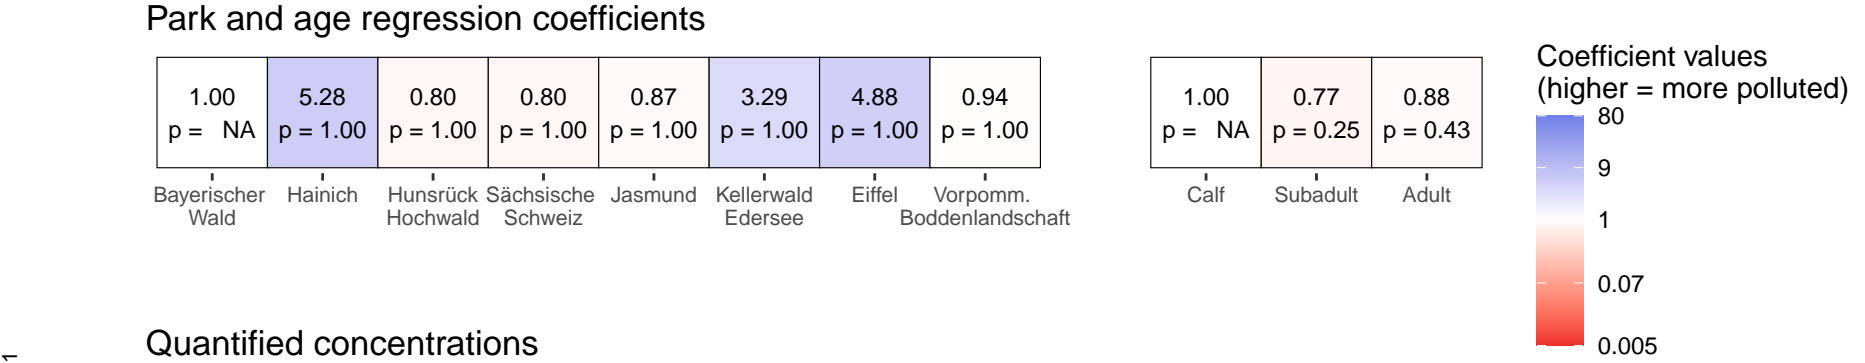 Park and age regression coefficients
1.00 5.28 0.80 0.80 0.87 3.29 4.88 0.94
p = NA p = 1.00 p = 1.00 p = 1.00 p = 1.00 p = 1.00 p = 1.00 p = 1.00
Bayerischer Hainich Hunsrück Sächsische Jasmund Kellerwald Eiffel Vorpomm.
Wald Hochwald Schweiz Edersee Boddenlandschaft
1.00 0.77 0.88
p = NA p = 0.25 p = 0.43
Calf Subadult Adult
Coefficient values
(higher = more polluted)
80
9
1
0.07
0.005
Quantified concentrations
1